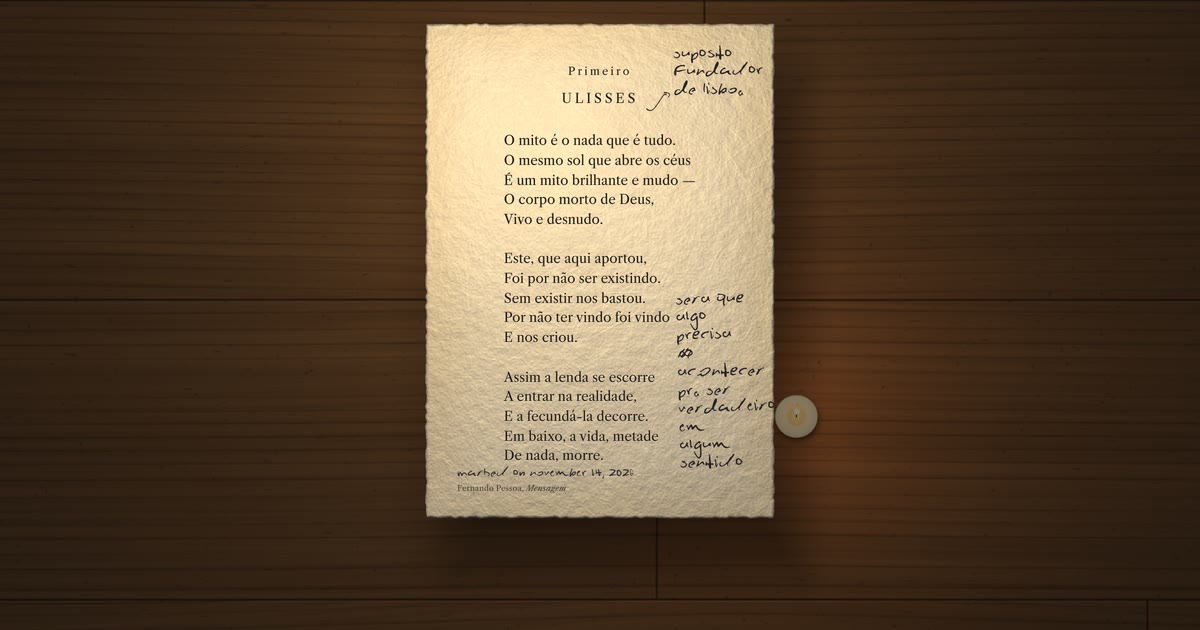 suposto
Fundador
de lisboa
Primeiro
ULISSES
O mito é o nada que é tudo.
O mesmo sol que abre os céus
É um mito brilhante e mudo —
O corpo morto de Deus,
Vivo e desnudo.
Este, que aqui aportou,
Foi por não ser existindo.
Sem existir nos bastou.
Por não ter vindo foi vindo
E nos criou.
será que
algo
precisa
acontecer
pra ser
verdadeiro
em
algum
sentido
Assim a lenda se escorre
A entrar na realidade,
E a fecundá-la decorre.
Em baixo, a vida, metade
De nada, morre.
marked on november 14,
Fernando Pessoa, Mensagem